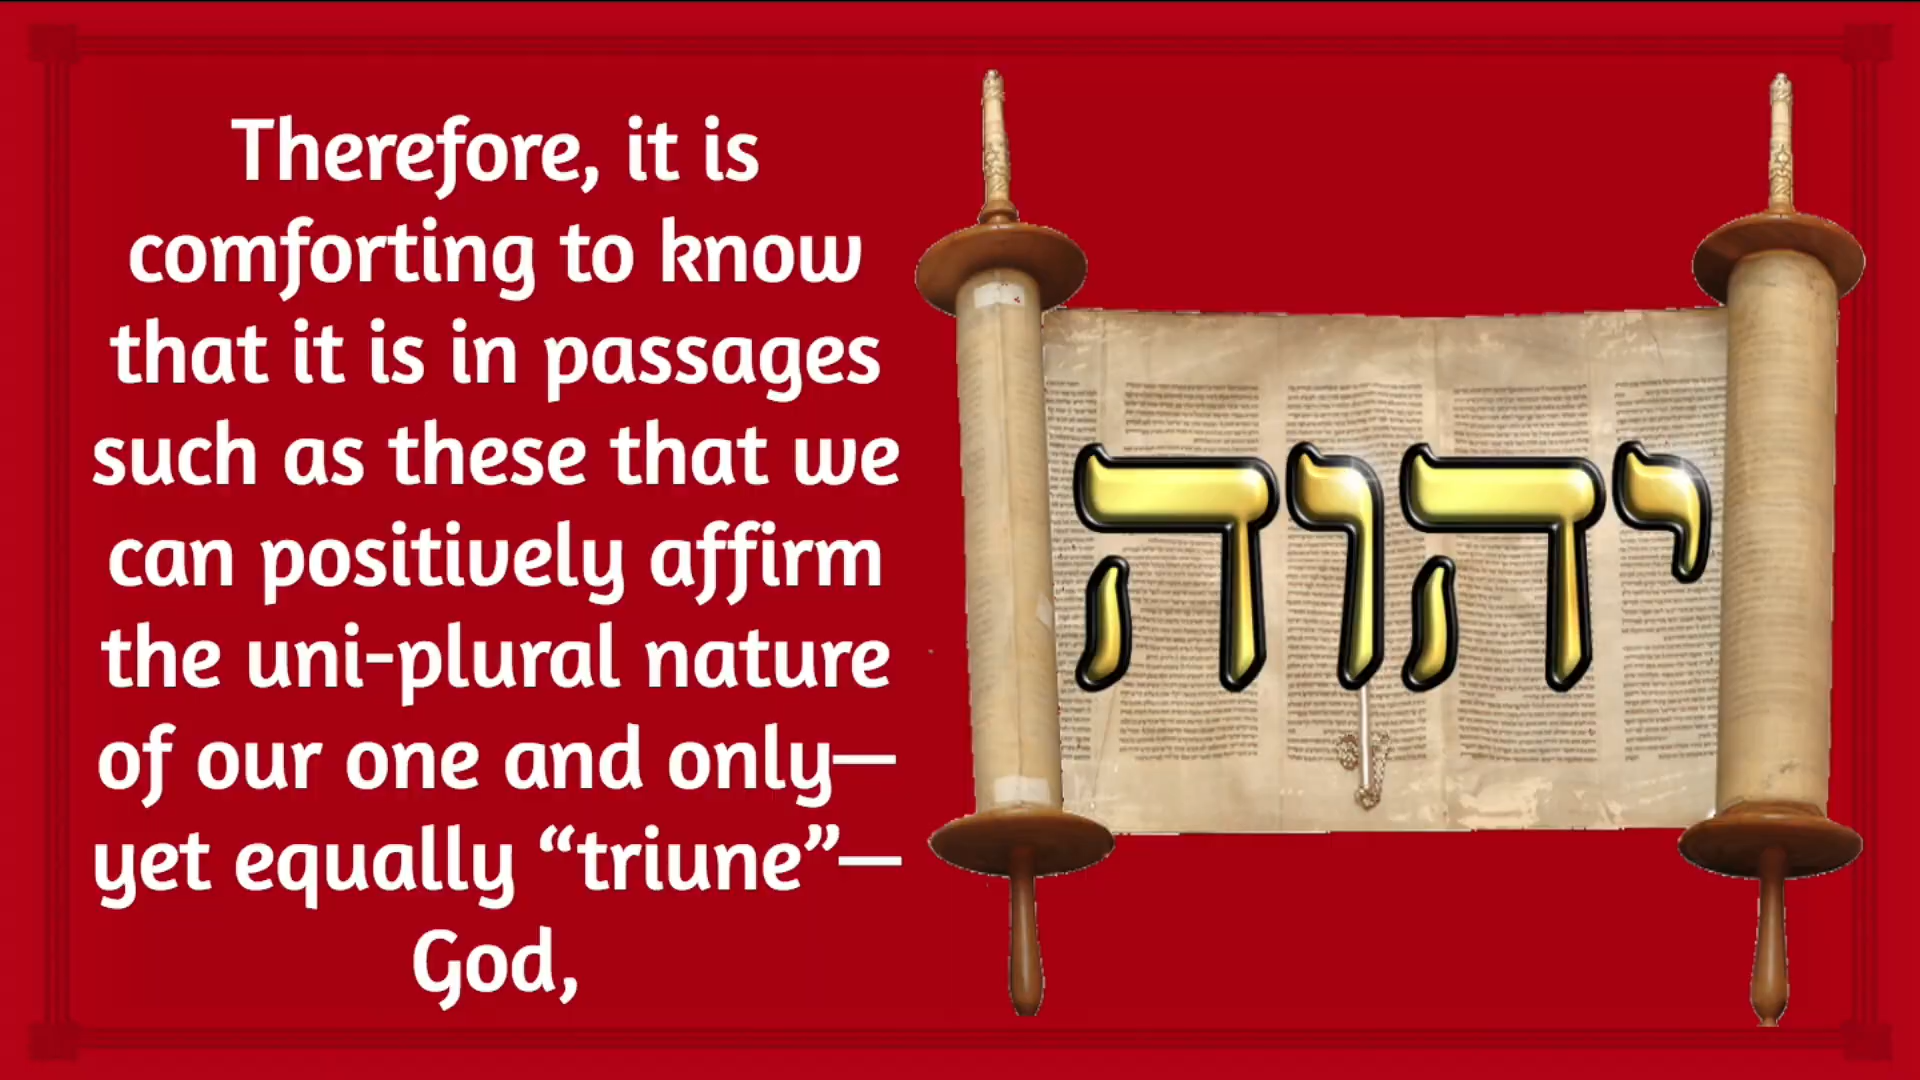 Therefore, it is
comforting to know
that it is in passages
such as these that we
can positively affirm
the uni-plural nature
of our one and only—
yet equally “triune”—
God,
יהוה